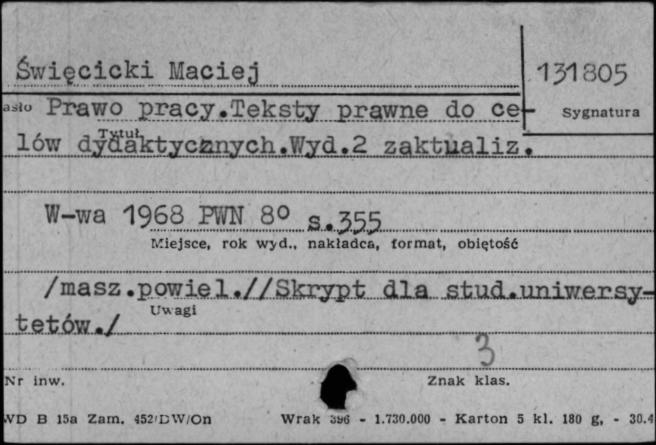 Święcicki Maciej
131805
asło Prawo pracy.Teksty prawne do ce-
Sygnatura
Tytuł
lów dydaktycznych.Wyd.2 zaktualiz.
W-wa 1968 PWN 8° s.355
Miejsce, rok wyd., nakładca, format, obiętość
/masz.powiel.//Skrypt dla stud.uniwersy-
Uwagi
tetów./
3
Nr inw.
Znak klas.
WD B 15a Zam. 452/DW/On Wrak 396 - 1.730.000 - Karton 5 kl. 180 g. - 30.4